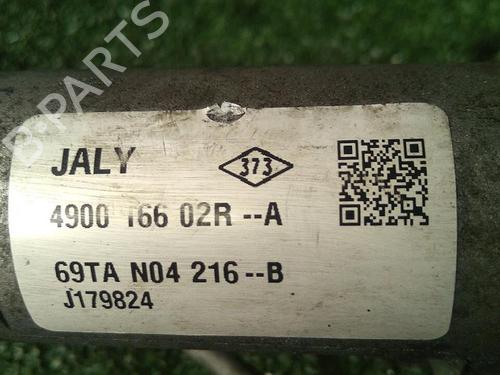 B-PARTS
JALY
373
4900 166 02R--A
69TA N04 216--B
J179824